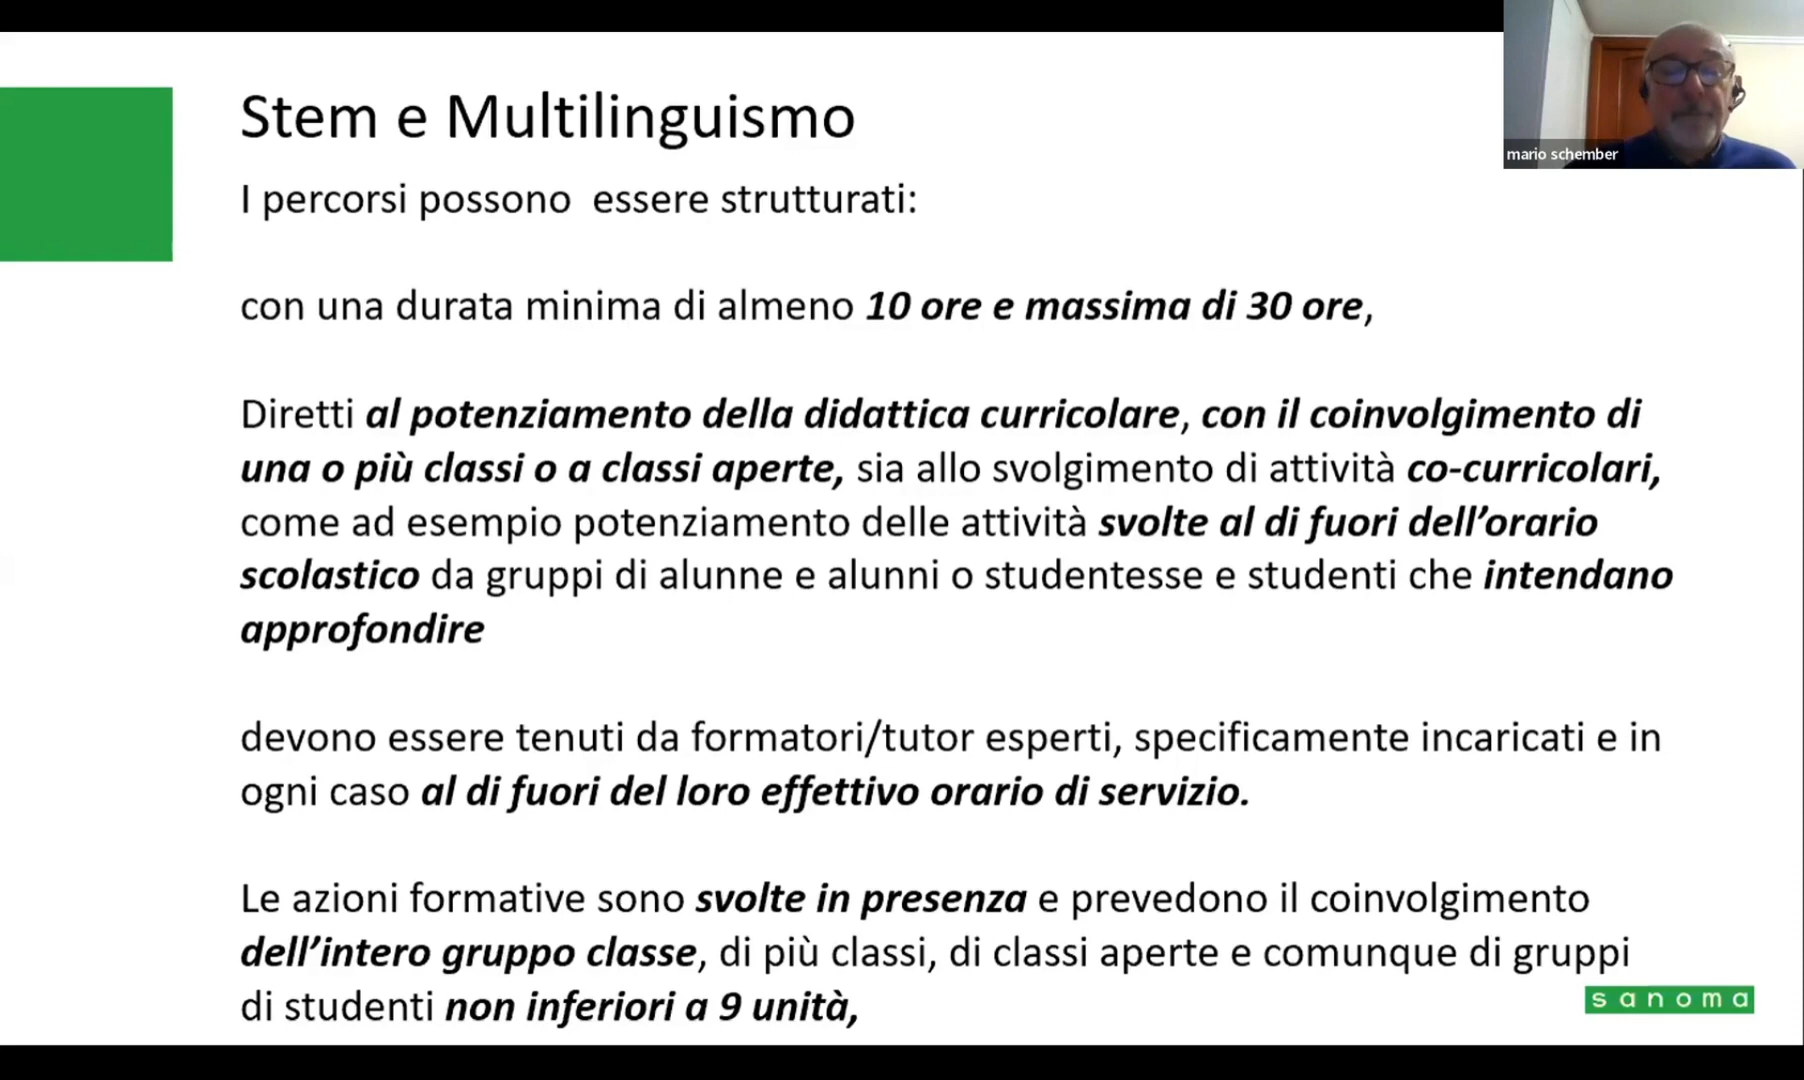 Stem e Multilinguismo
mario schember
I percorsi possono  essere strutturati:
con una durata minima di almeno 10 ore e massima di 30 ore,
Diretti al potenziamento della didattica curricolare, con il coinvolgimento di
una o più classi o a classi aperte, sia allo svolgimento di attività co-curricolari,
come ad esempio potenziamento delle attività svolte al di fuori dell’orario
scolastico da gruppi di alunne e alunni o studentesse e studenti che intendano
approfondire
devono essere tenuti da formatori/tutor esperti, specificamente incaricati e in
ogni caso al di fuori del loro effettivo orario di servizio.
Le azioni formative sono svolte in presenza e prevedono il coinvolgimento
dell’intero gruppo classe, di più classi, di classi aperte e comunque di gruppi
di studenti non inferiori a 9 unità,
sanoma